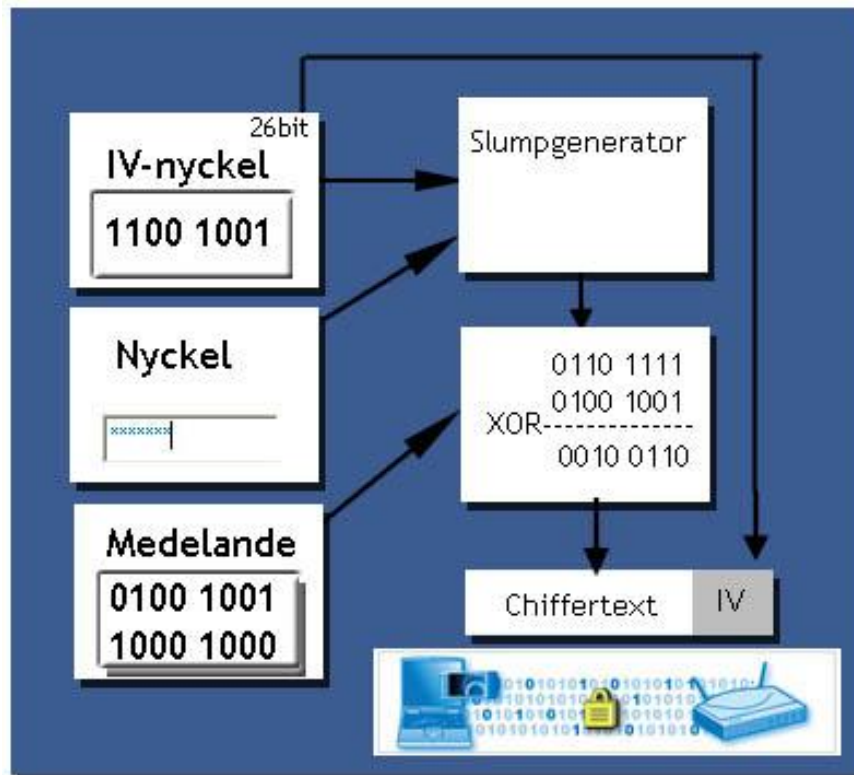 26bit
IV-nyckel
1100 1001
Slumpgenerator
Nyckel
*******
0110 1111
0100 1001
XOR--------------
0010 0110
Medelande
0100 1001
1000 1000
Chiffertext
IV